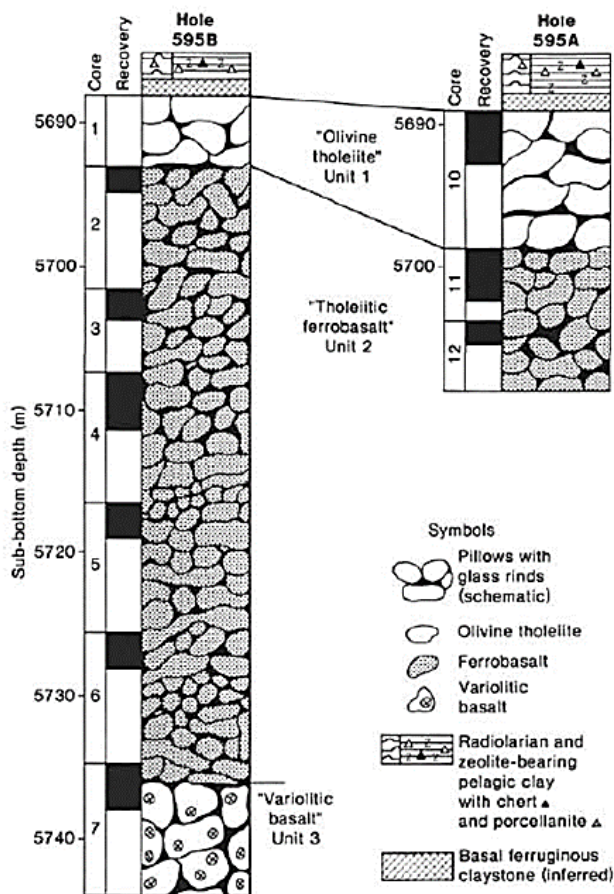 Hole
595B
Core
Recovery
z
z
1
2
3
4
5
6
7
5690
5700
5710
5720
5730
5740
Sub-bottom depth (m)
"Olivine
tholeiite"
Unit 1
"Tholeiitic
ferrobasalt"
Unit 2
"Variolitic
basalt"
Unit 3
Hole
595A
Core
Recovery
z
z
5690
5700
10
11
12
Symbols
Pillows with
glass rinds
(schematic)
Olivine tholeiite
Ferrobasalt
Variolitic
basalt
z
z
Radiolarian and
zeolite-bearing
pelagic clay
with chert
and porcellanite
Basal ferruginous
claystone (inferred)